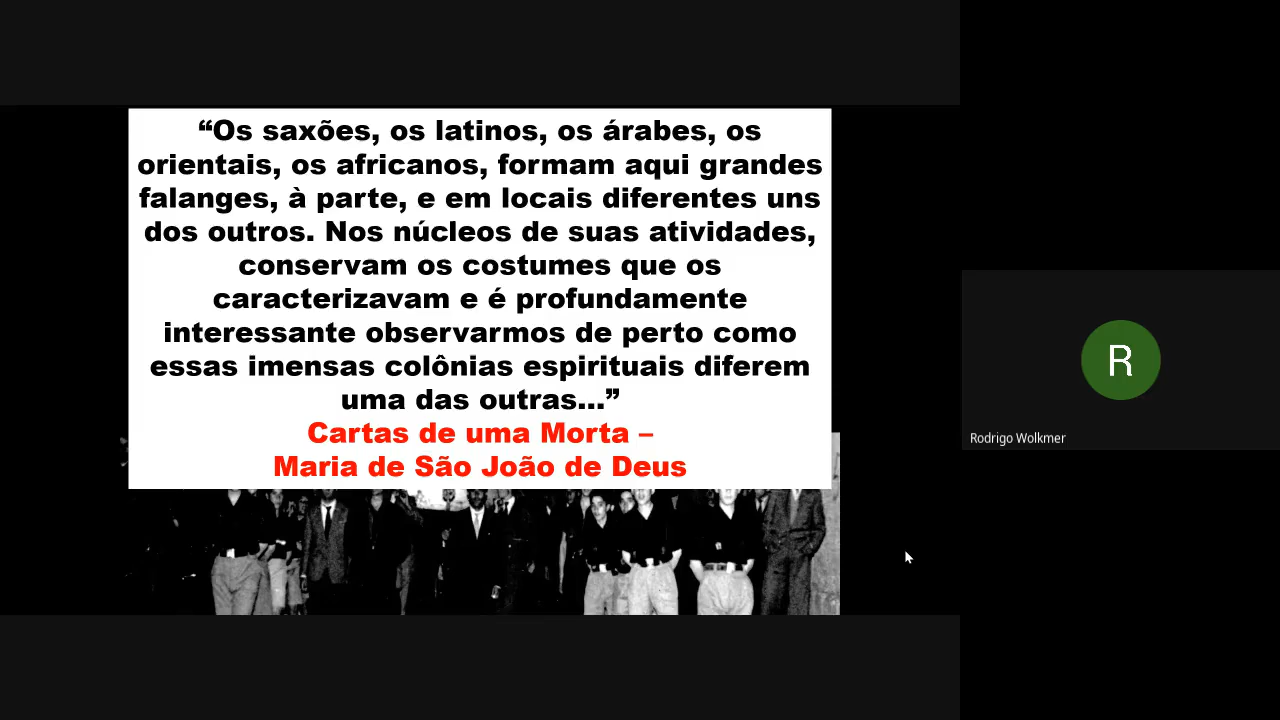 “Os saxões, os latinos, os árabes, os
orientais, os africanos, formam aqui grandes
falanges, à parte, e em locais diferentes uns
dos outros. Nos núcleos de suas atividades,
conservam os costumes que os
caracterizavam e é profundamente
interessante observarmos de perto como
essas imensas colônias espirituais diferem
uma das outras...”
Cartas de uma Morta –
Maria de São João de Deus
R
Rodrigo Wolkmer